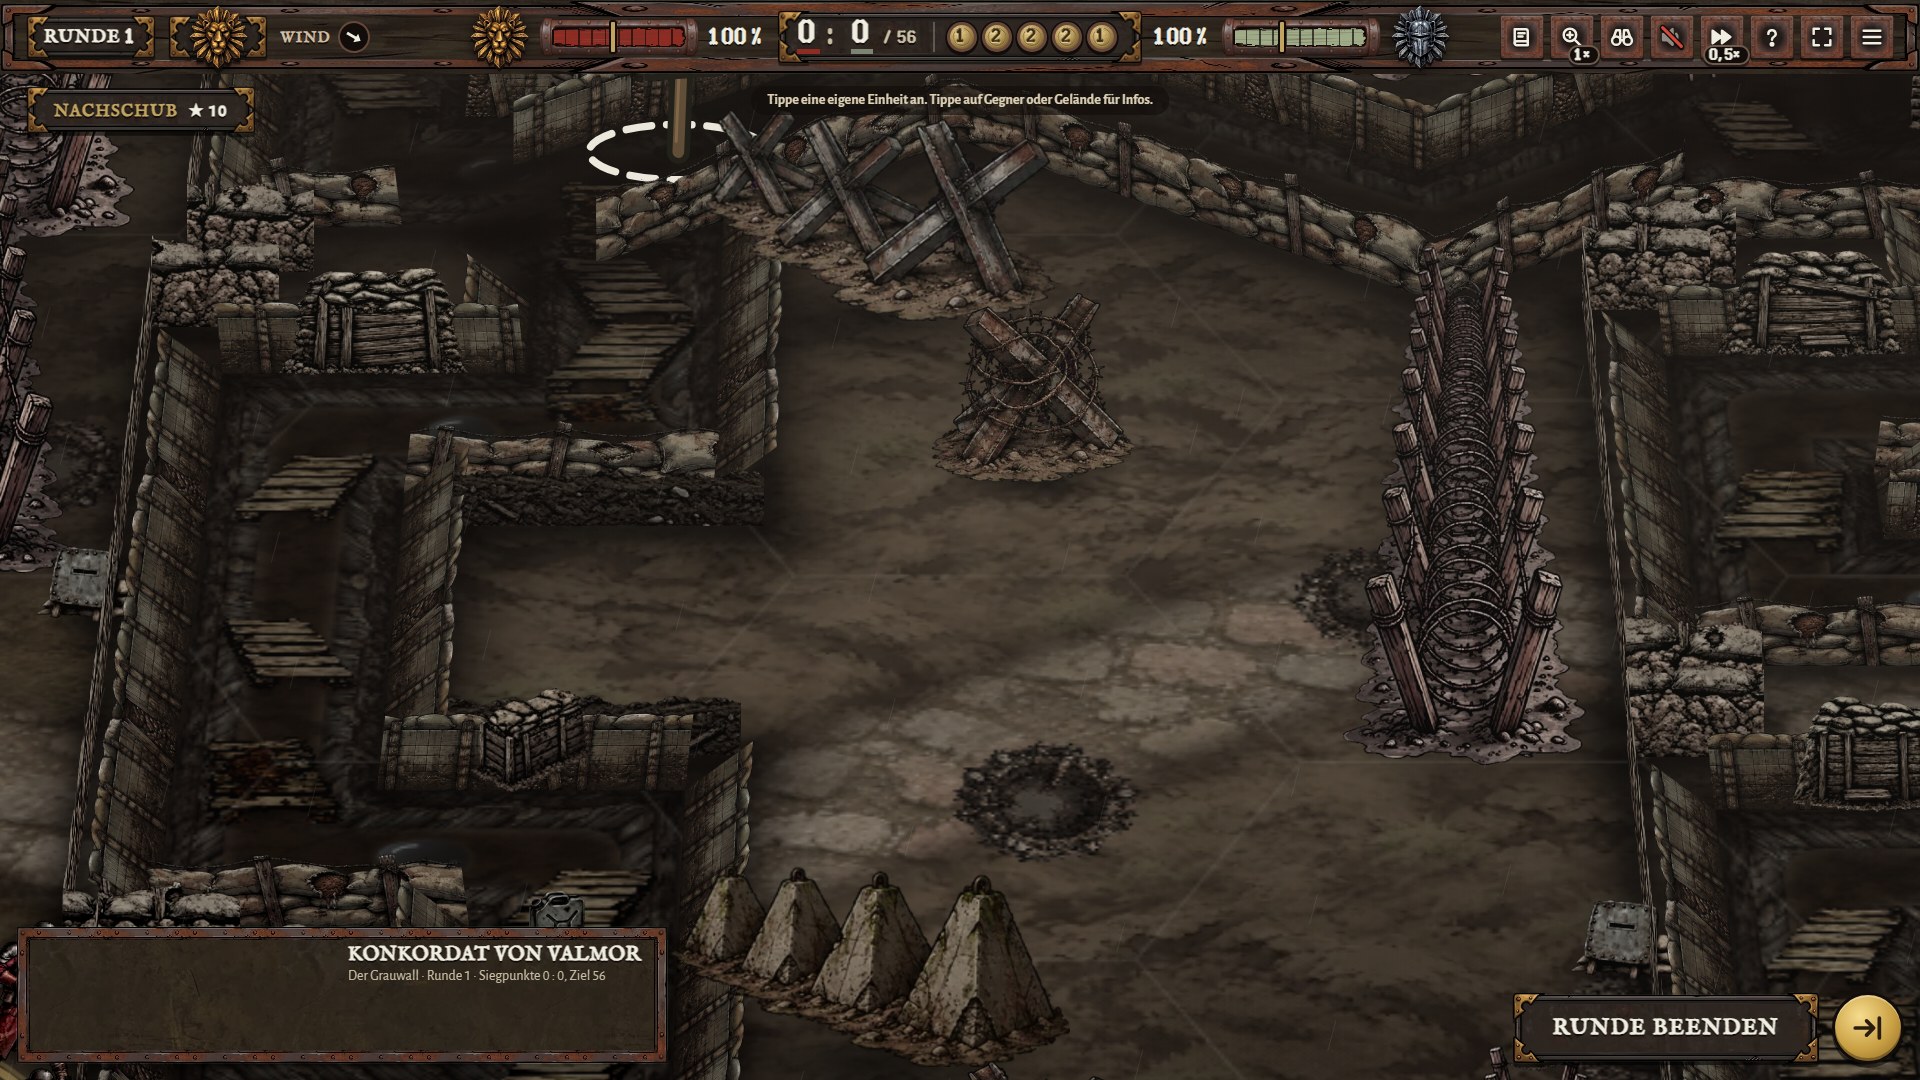 RUNDE 1
WIND
100%
0 : 0 / 56
1 2 2 2 1
100%
1×
0,5×
?
NACHSCHUB ★ 10
Tippe eine eigene Einheit an. Tippe auf Gegner oder Gelände für Infos.
KONKORDAT VON VALMOR
Der Grauwall · Runde 1 · Siegpunkte 0 : 0, Ziel 56
RUNDE BEENDEN